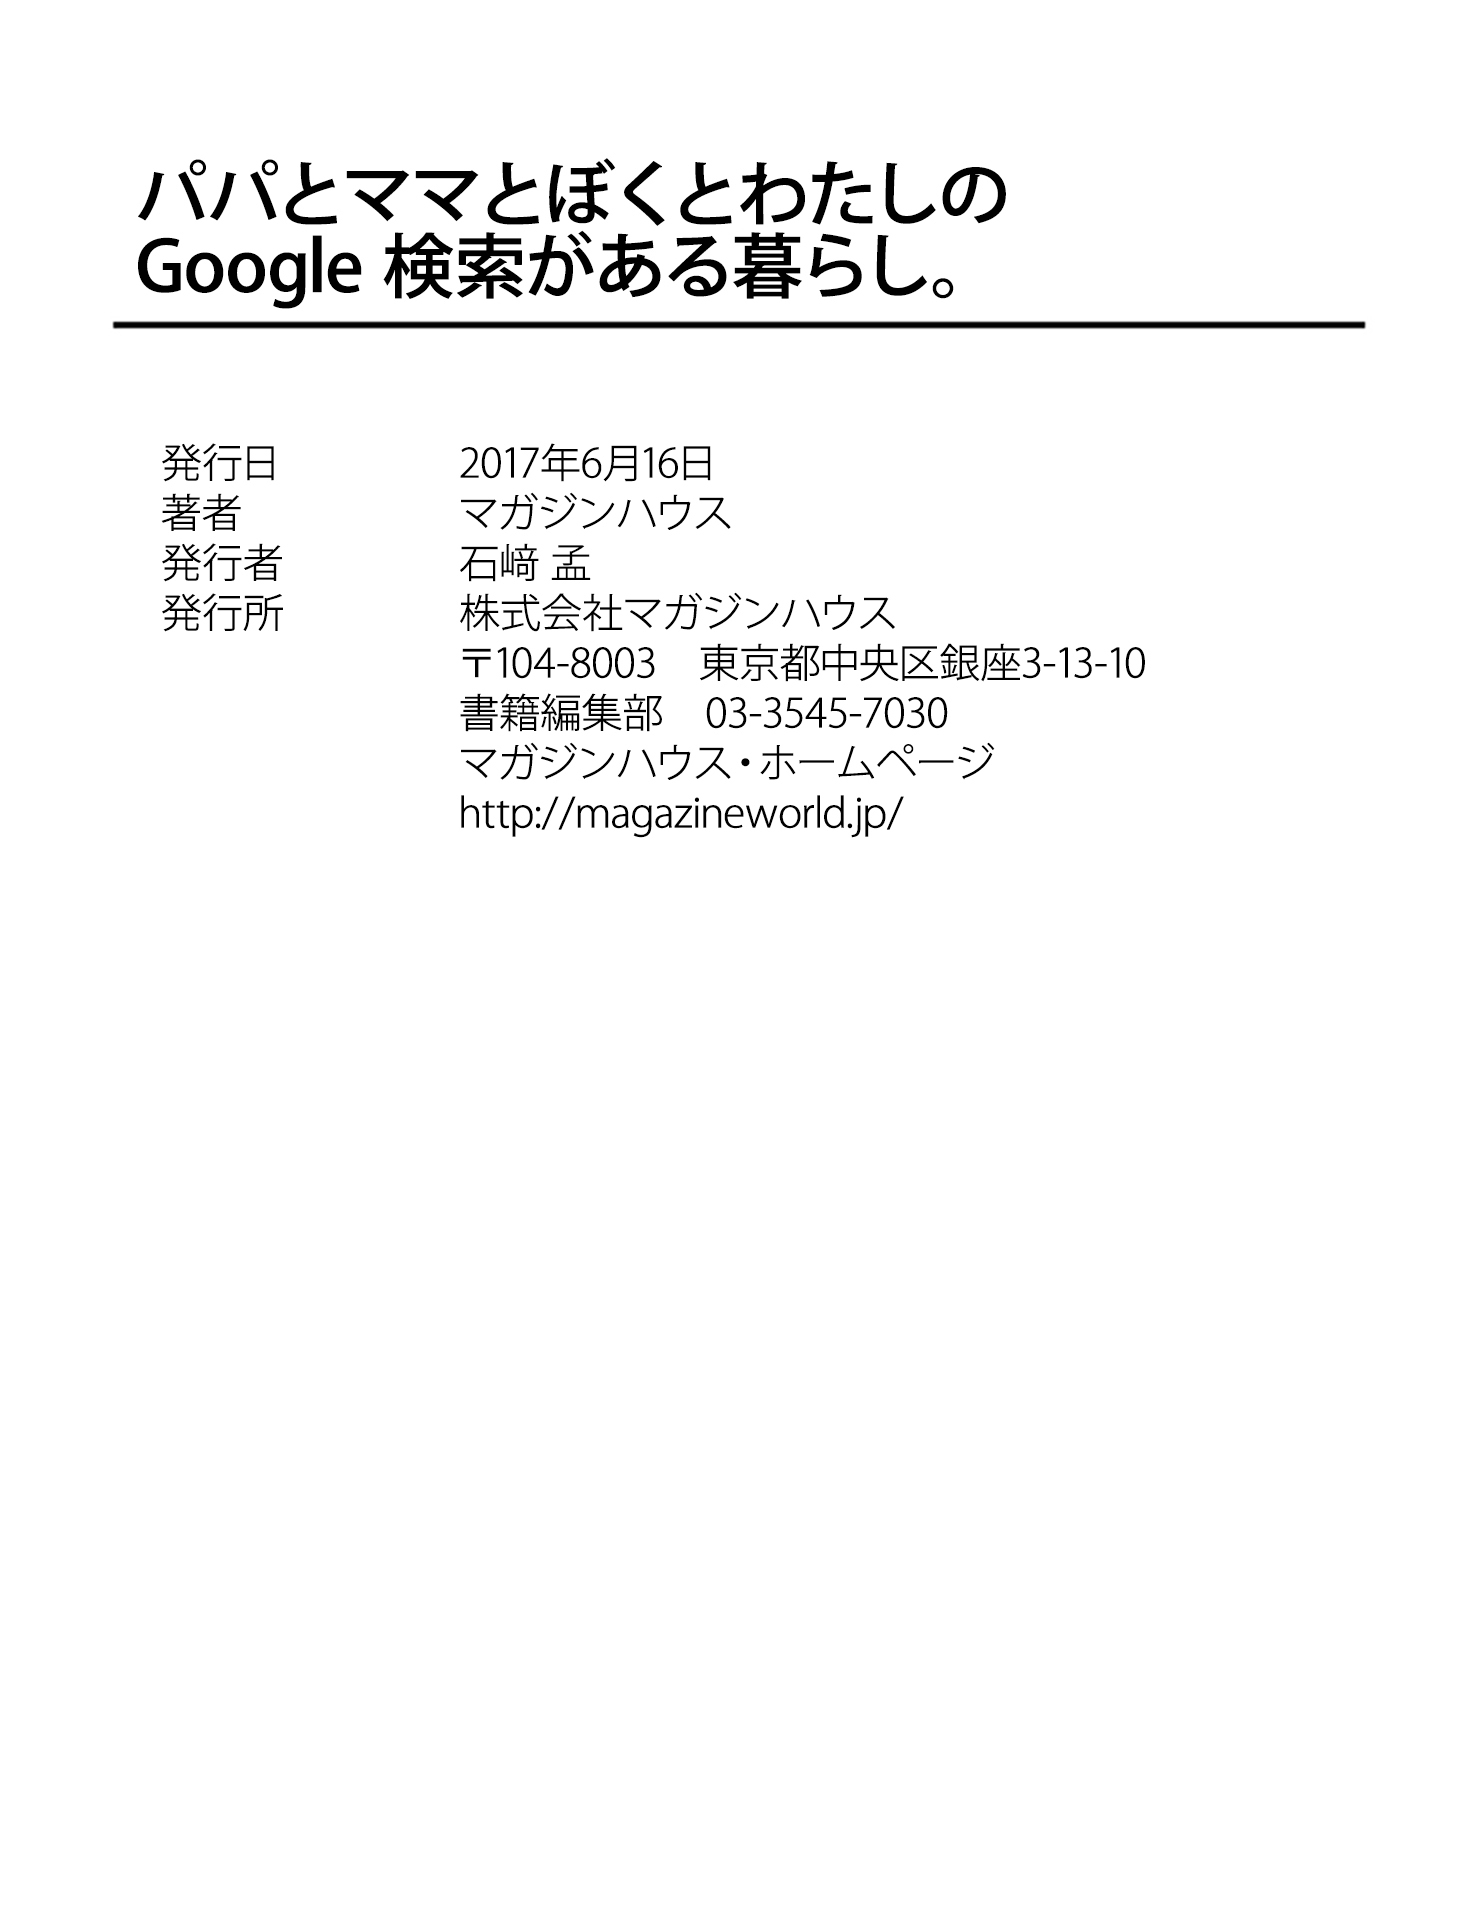 パパとママとぼくとわたしの
Google 検索がある暮らし。
発行日　2017年6月16日
著者　マガジンハウス
発行者　石﨑 孟
発行所　株式会社マガジンハウス
〒104-8003　東京都中央区銀座3-13-10
書籍編集部　03-3545-7030
マガジンハウス・ホームページ
http://magazineworld.jp/